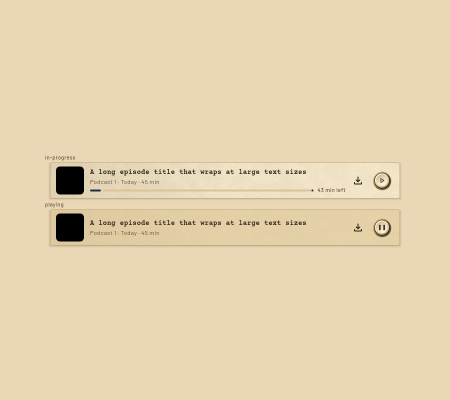 in-progress
A long episode title that wraps at large text sizes
Podcast 1 · Today · 45 min
43 min left
playing
A long episode title that wraps at large text sizes
Podcast 1 · Today · 45 min